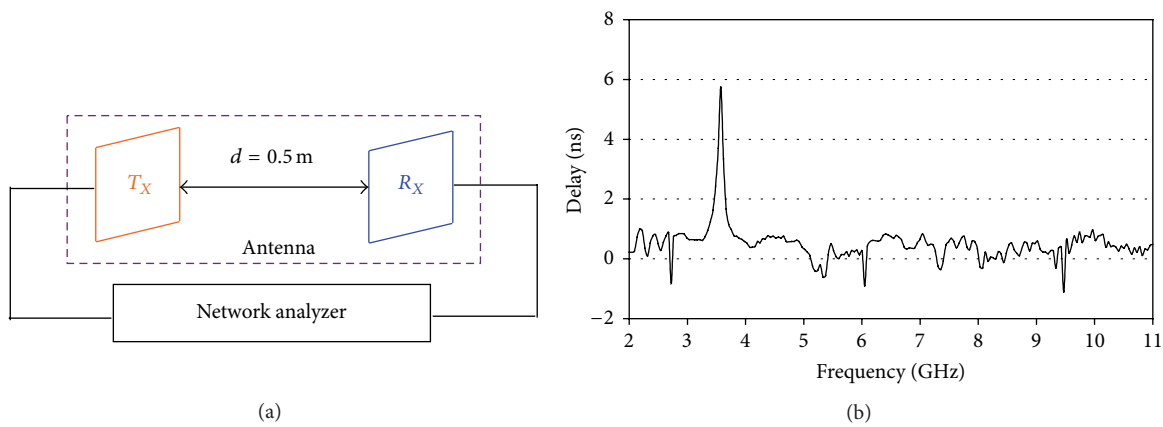 T_X
d = 0.5 m
R_X
Antenna
Network analyzer
(a)
Delay (ns)
8
6
4
2
0
−2
2 3 4 5 6 7 8 9 10 11
Frequency (GHz)
(b)